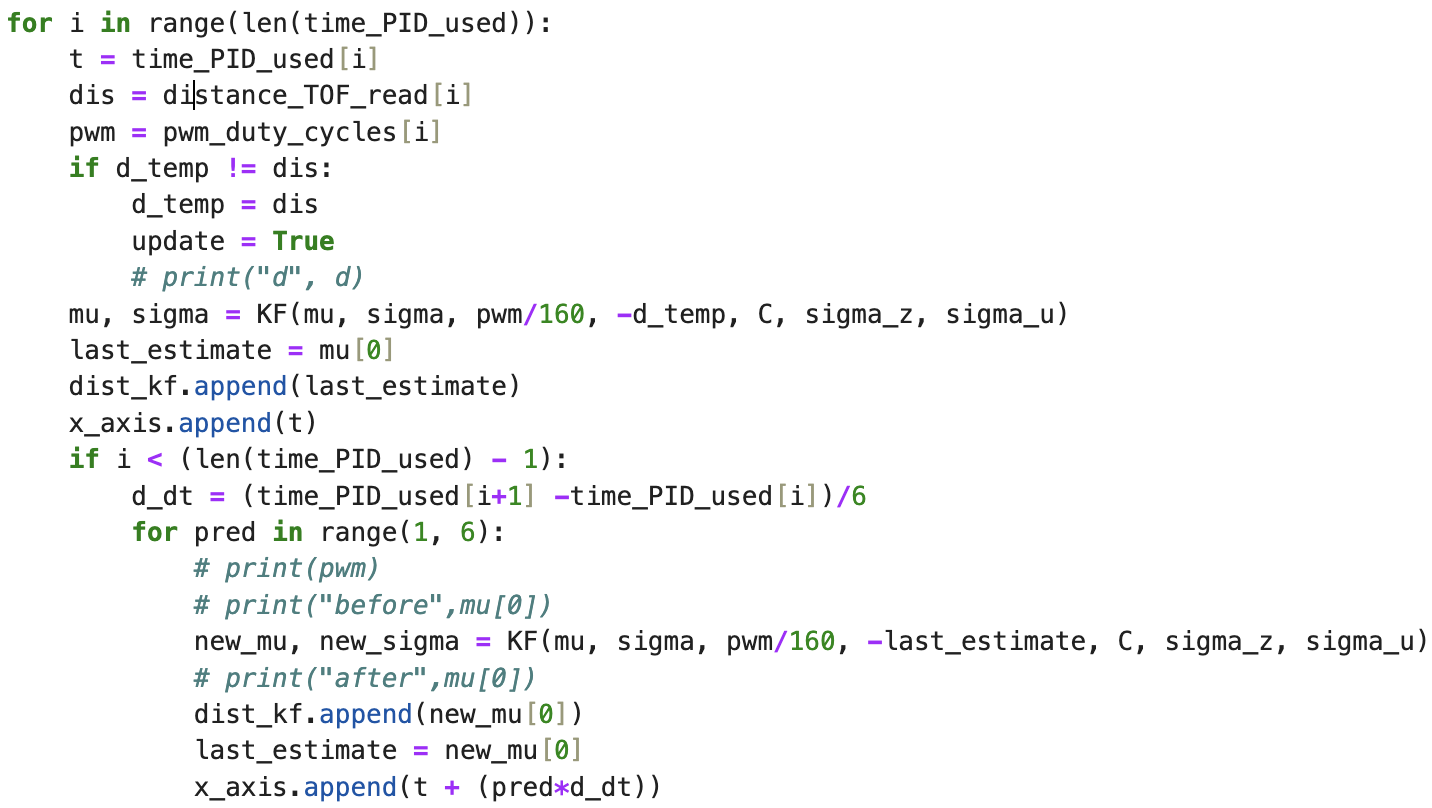 for i in range(len(time_PID_used)):
    t = time_PID_used[i]
    dis = distance_TOF_read[i]
    pwm = pwm_duty_cycles[i]
    if d_temp != dis:
        d_temp = dis
        update = True
        # print("d", d)
    mu, sigma = KF(mu, sigma, pwm/160, -d_temp, C, sigma_z, sigma_u)
    last_estimate = mu[0]
    dist_kf.append(last_estimate)
    x_axis.append(t)
    if i < (len(time_PID_used) - 1):
        d_dt = (time_PID_used[i+1] -time_PID_used[i])/6
        for pred in range(1, 6):
            # print(pwm)
            # print("before",mu[0])
            new_mu, new_sigma = KF(mu, sigma, pwm/160, -last_estimate, C, sigma_z, sigma_u)
            # print("after",mu[0])
            dist_kf.append(new_mu[0])
            last_estimate = new_mu[0]
            x_axis.append(t + (pred*d_dt))